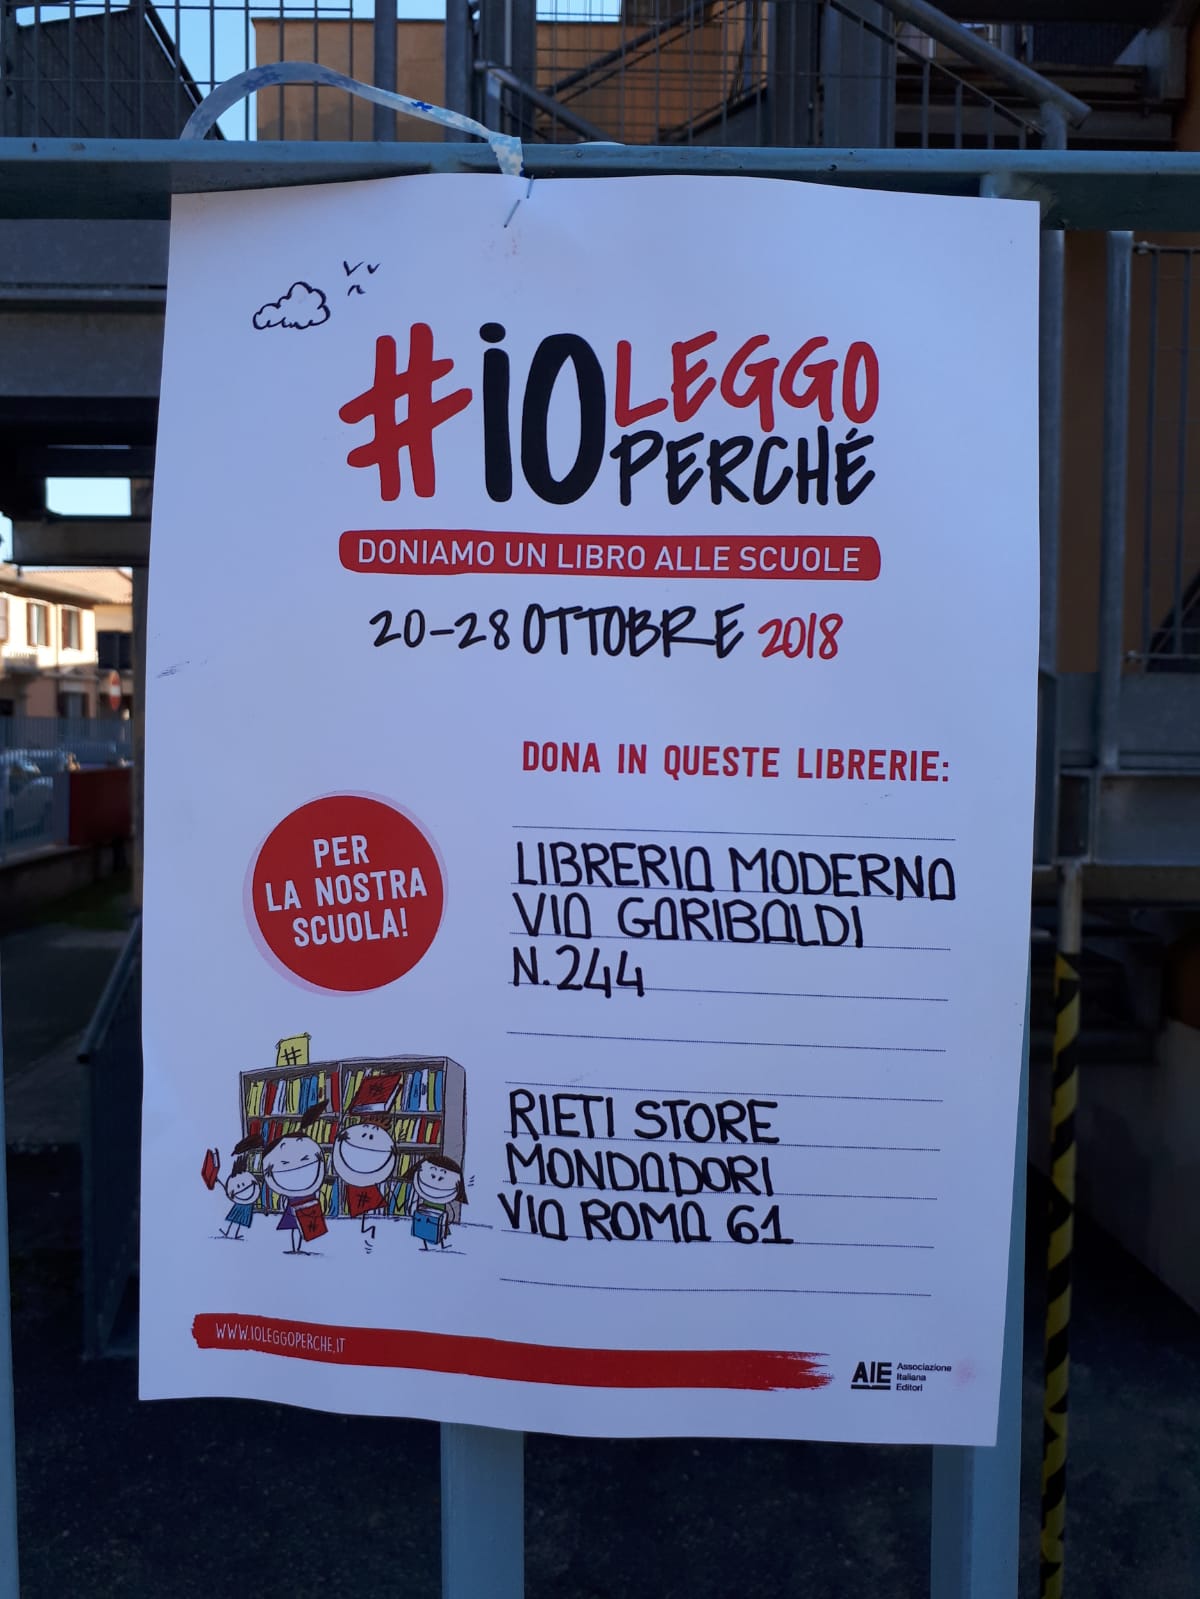 #IO LEGGO PERCHÉ
DONIAMO UN LIBRO ALLE SCUOLE
20-28 OTTOBRE 2018
DONA IN QUESTE LIBRERIE:
PER
LA NOSTRA
SCUOLA!
LIBRERIA MODERNA
VIA GARIBALDI
N.244
RIETI STORE
MONDADORI
VIA ROMA 61
#
WWW.IOLEGGOPERCHE.IT
AIE
Associazione
Italiana
Editori